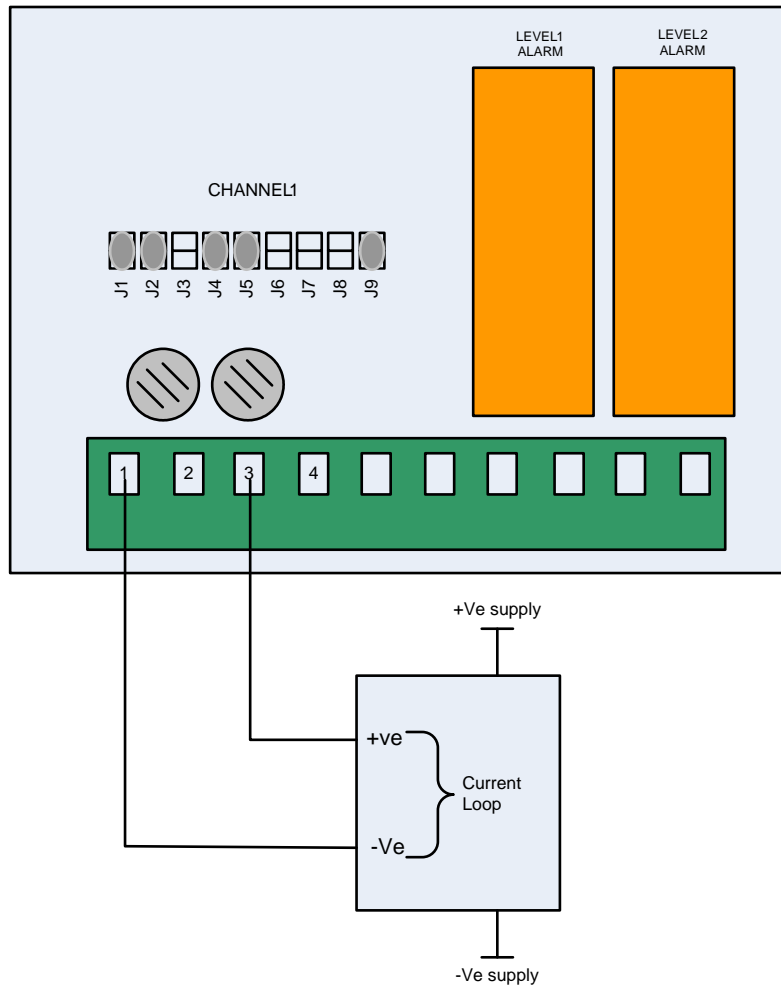 LEVEL1
ALARM
LEVEL2
ALARM
CHANNEL1
J1
J2
J3
J4
J5
J6
J7
J8
J9
1
2
3
4
+Ve supply
+ve
Current
Loop
-Ve
-Ve supply